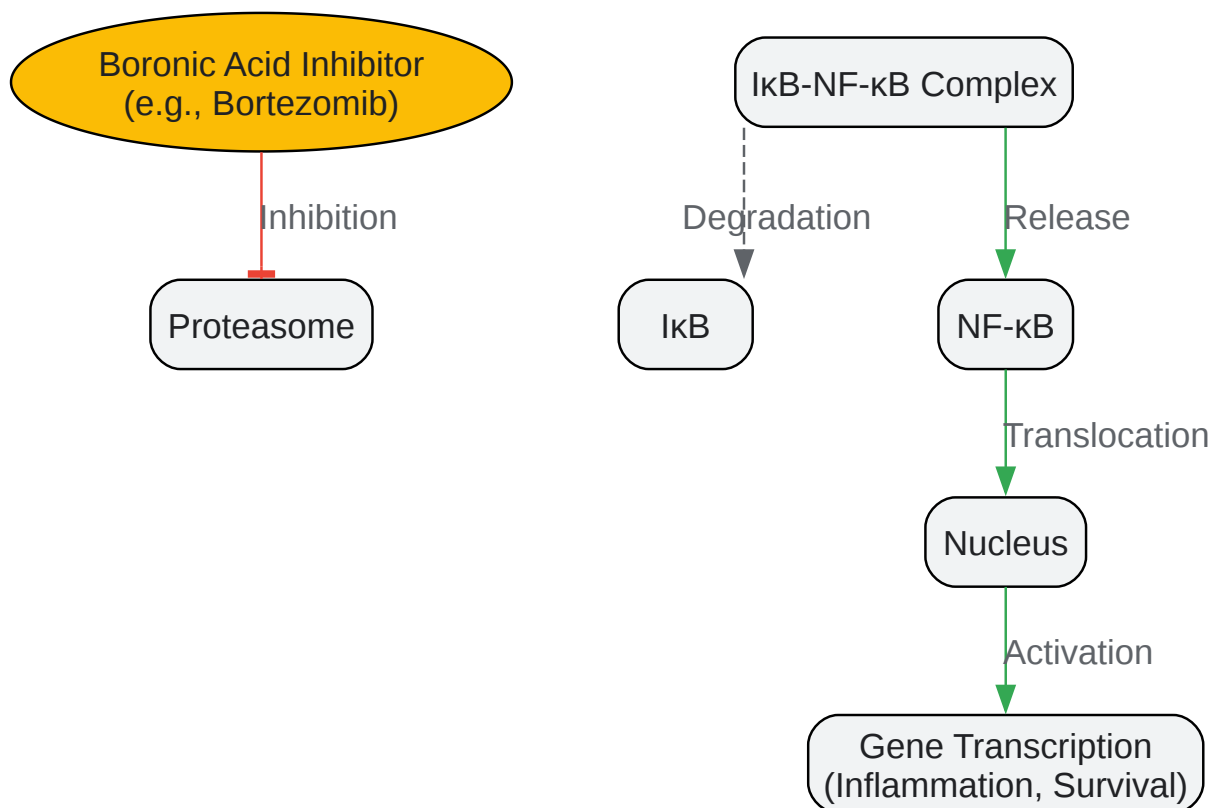 Boronic Acid Inhibitor
(e.g., Bortezomib)
IκB-NF-κB Complex
Inhibition
Degradation
Release
Proteasome
IκB
NF-κB
Translocation
Nucleus
Activation
Gene Transcription
(Inflammation, Survival)